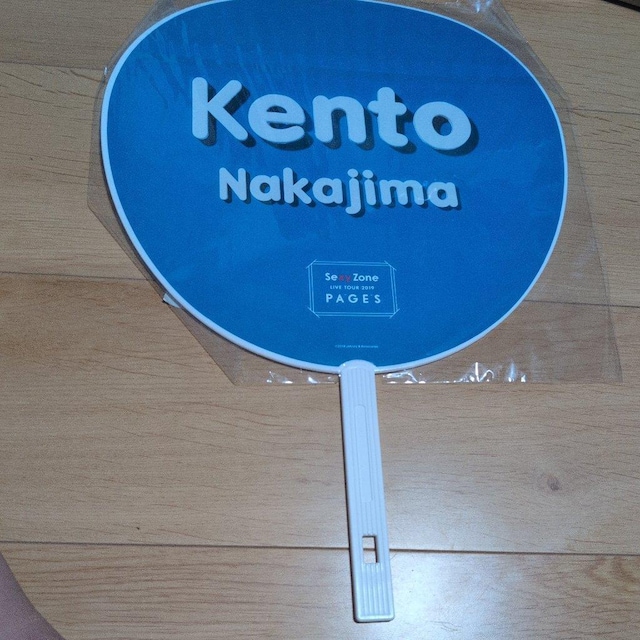 Kento
Nakajima
Sexy Zone
LIVE TOUR 2019
PAGES